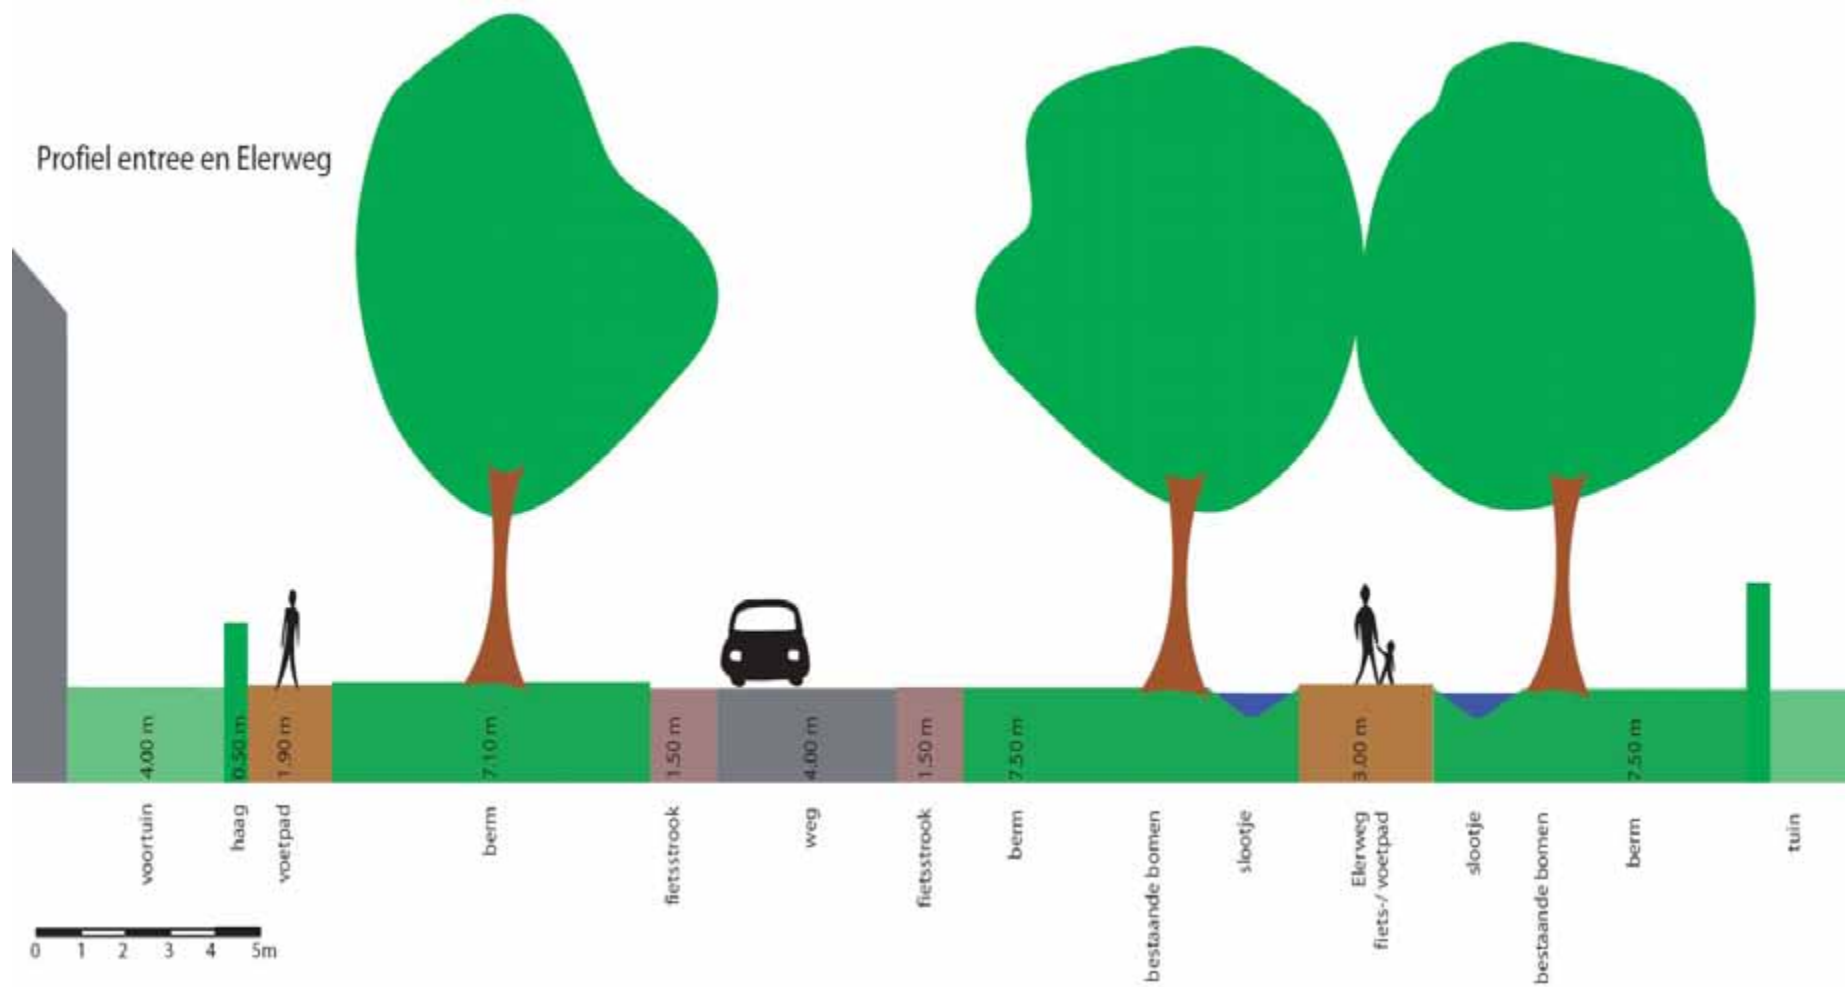 Profiel entree en Elerweg
4.00 m
0.50 m
1.90 m
7.10 m
1.50 m
4.00 m
1.50 m
7.50 m
3.00 m
7.50 m
voortuin
haag
voetpad
berm
fietsstrook
weg
fietsstrook
berm
bestaande bomen
slootje
Elerweg
fiets-/ voetpad
slootje
bestaande bomen
berm
tuin
0 1 2 3 4 5m